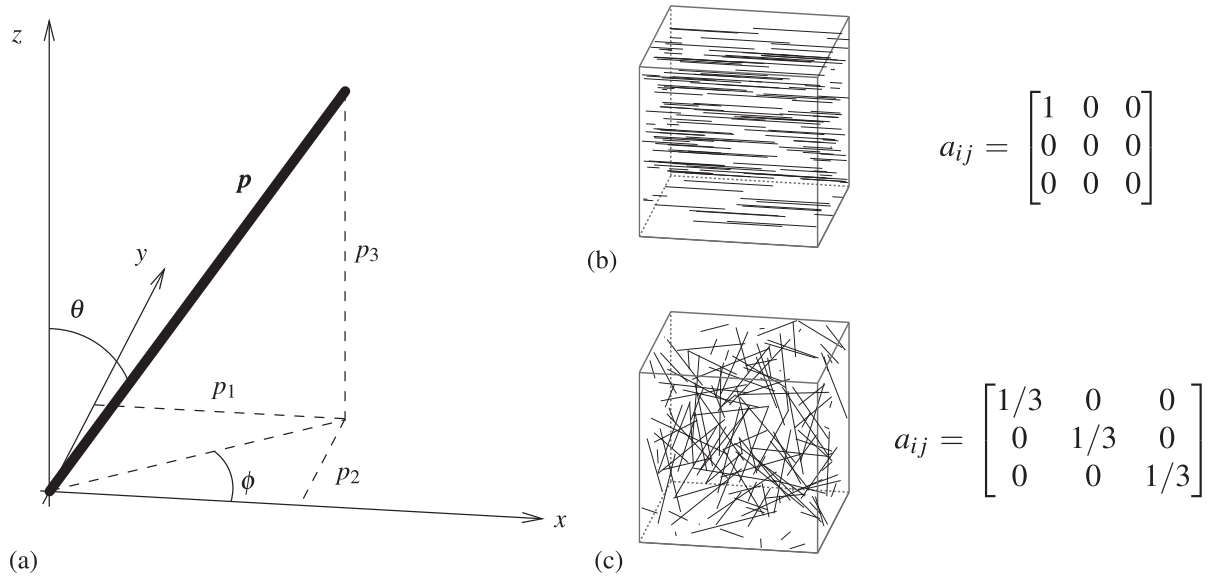 z
p
y
p3
θ
p1
ϕ
p2
x
(a)
aij = [1 0 0
0 0 0
0 0 0]
(b)
aij = [1/3 0 0
0 1/3 0
0 0 1/3]
(c)